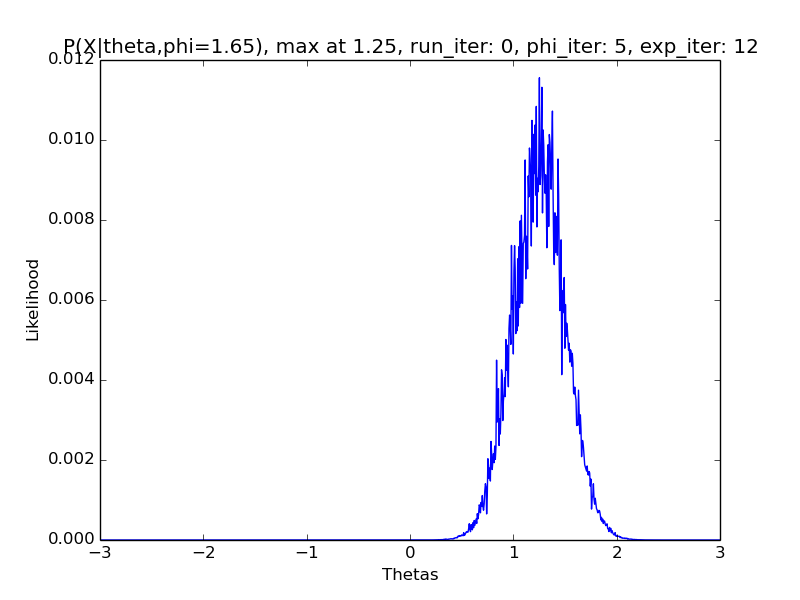 P(X|theta,phi=1.65), max at 1.25, run_iter: 0, phi_iter: 5, exp_iter: 12
0.012
0.010
0.008
0.006
0.004
0.002
0.000
Likelihood
−3 −2 −1 0 1 2 3
Thetas